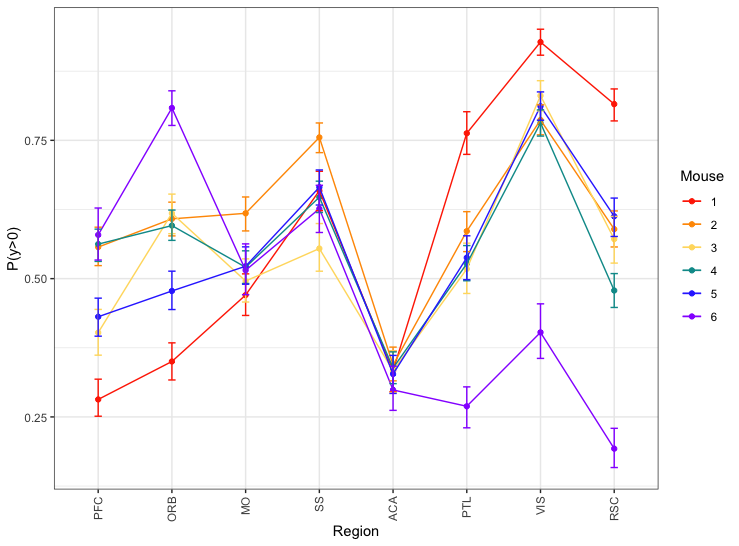 P(y>0)
0.75
0.50
0.25
PFC
ORB
MO
SS
ACA
PTL
VIS
RSC
Region
Mouse
1
2
3
4
5
6